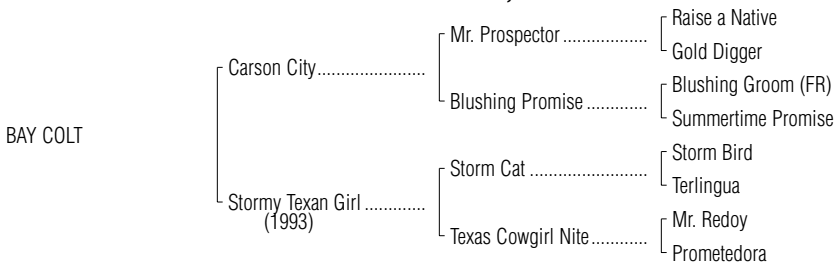 Raise a Native
Mr. Prospector....................
Gold Digger
Carson City..........................
Blushing Groom (FR)
Blushing Promise ..............
Summertime Promise
BAY COLT
Storm Bird
Storm Cat ...........................
Terlingua
Stormy Texan Girl ..............
(1993)
Mr. Redoy
Texas Cowgirl Nite.............
Prometedora